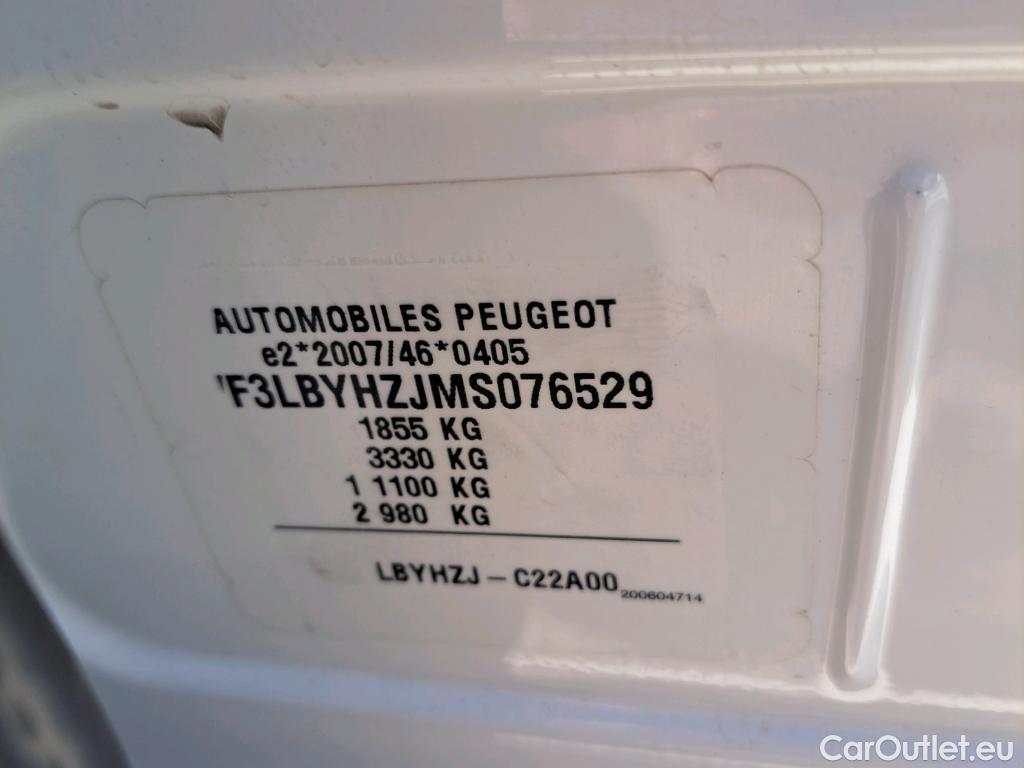 AUTOMOBILES PEUGEOT
e2*2007/46*0405
VF3LBYHZJMS076529
1855 KG
3330 KG
1 1100 KG
2 980 KG
LBYHZJ - C22A00
200604714
CarOutlet.eu